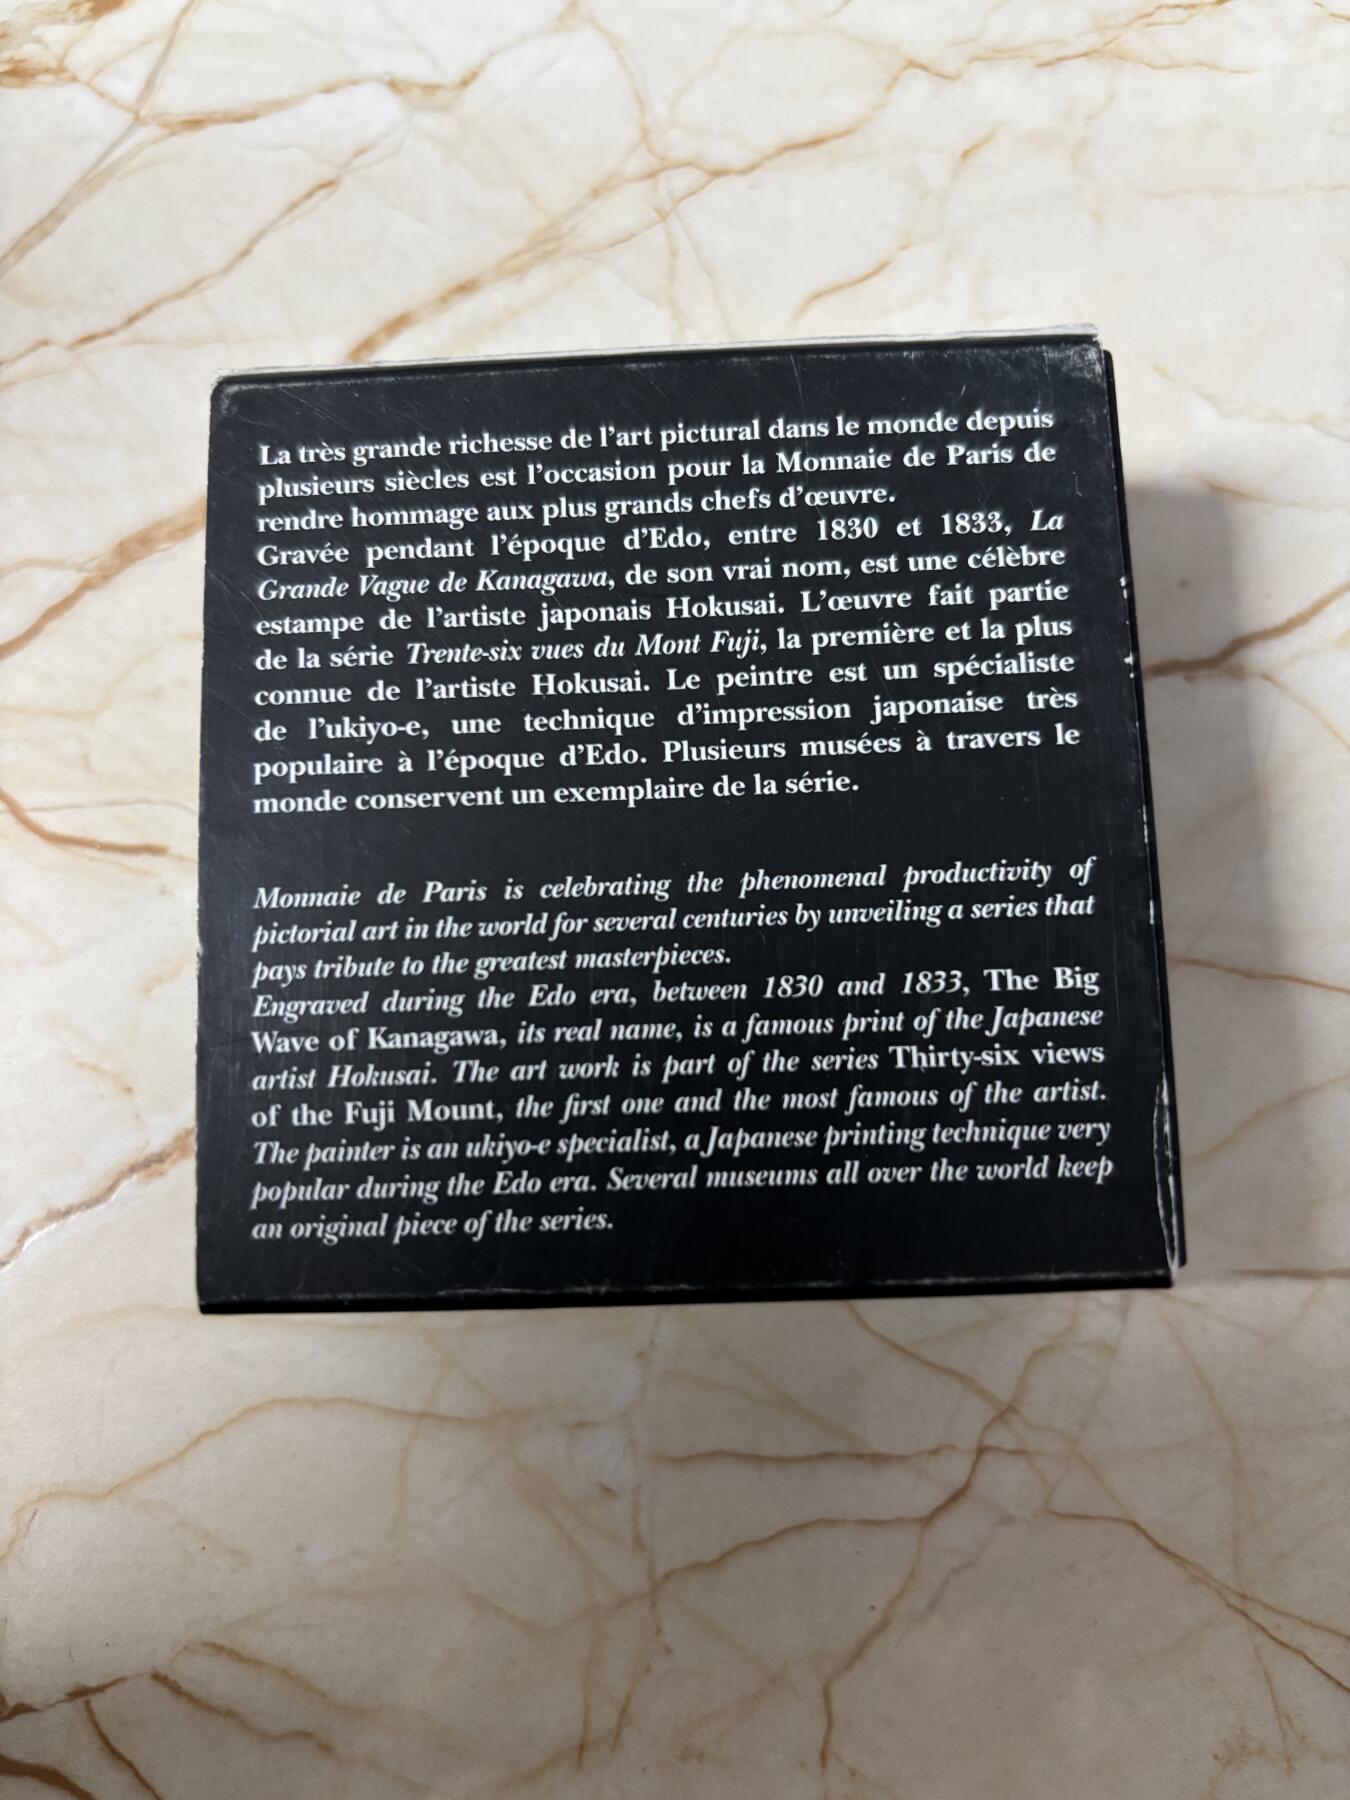 La très grande richesse de l'art pictural dans le monde depuis
plusieurs siècles est l'occasion pour la Monnaie de Paris de
rendre hommage aux plus grands chefs d'œuvre.
Gravée pendant l'époque d'Edo, entre 1830 et 1833, La
Grande Vague de Kanagawa, de son vrai nom, est une célèbre
estampe de l'artiste japonais Hokusai. L'œuvre fait partie
de la série Trente-six vues du Mont Fuji, la première et la plus
connue de l'artiste Hokusai. Le peintre est un spécialiste
de l'ukiyo-e, une technique d'impression japonaise très
populaire à l'époque d'Edo. Plusieurs musées à travers le
monde conservent un exemplaire de la série.
Monnaie de Paris is celebrating the phenomenal productivity of
pictorial art in the world for several centuries by unveiling a series that
pays tribute to the greatest masterpieces.
Engraved during the Edo era, between 1830 and 1833, The Big
Wave of Kanagawa, its real name, is a famous print of the Japanese
artist Hokusai. The art work is part of the series Thirty-six views
of the Fuji Mount, the first one and the most famous of the artist.
The painter is an ukiyo-e specialist, a Japanese printing technique very
popular during the Edo era. Several museums all over the world keep
an original piece of the series.